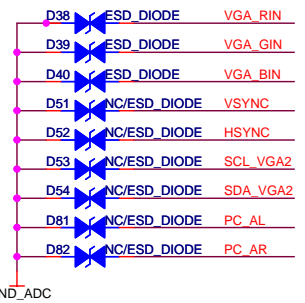 D38 ESD_DIODE VGA_RIN
D39 ESD_DIODE VGA_GIN
D40 ESD_DIODE VGA_BIN
D51 NC/ESD_DIODE VSYNC
D52 NC/ESD_DIODE HSYNC
D53 NC/ESD_DIODE SCL_VGA2
D54 NC/ESD_DIODE SDA_VGA2
D81 NC/ESD_DIODE PC_AL
D82 NC/ESD_DIODE PC_AR
ND_ADC